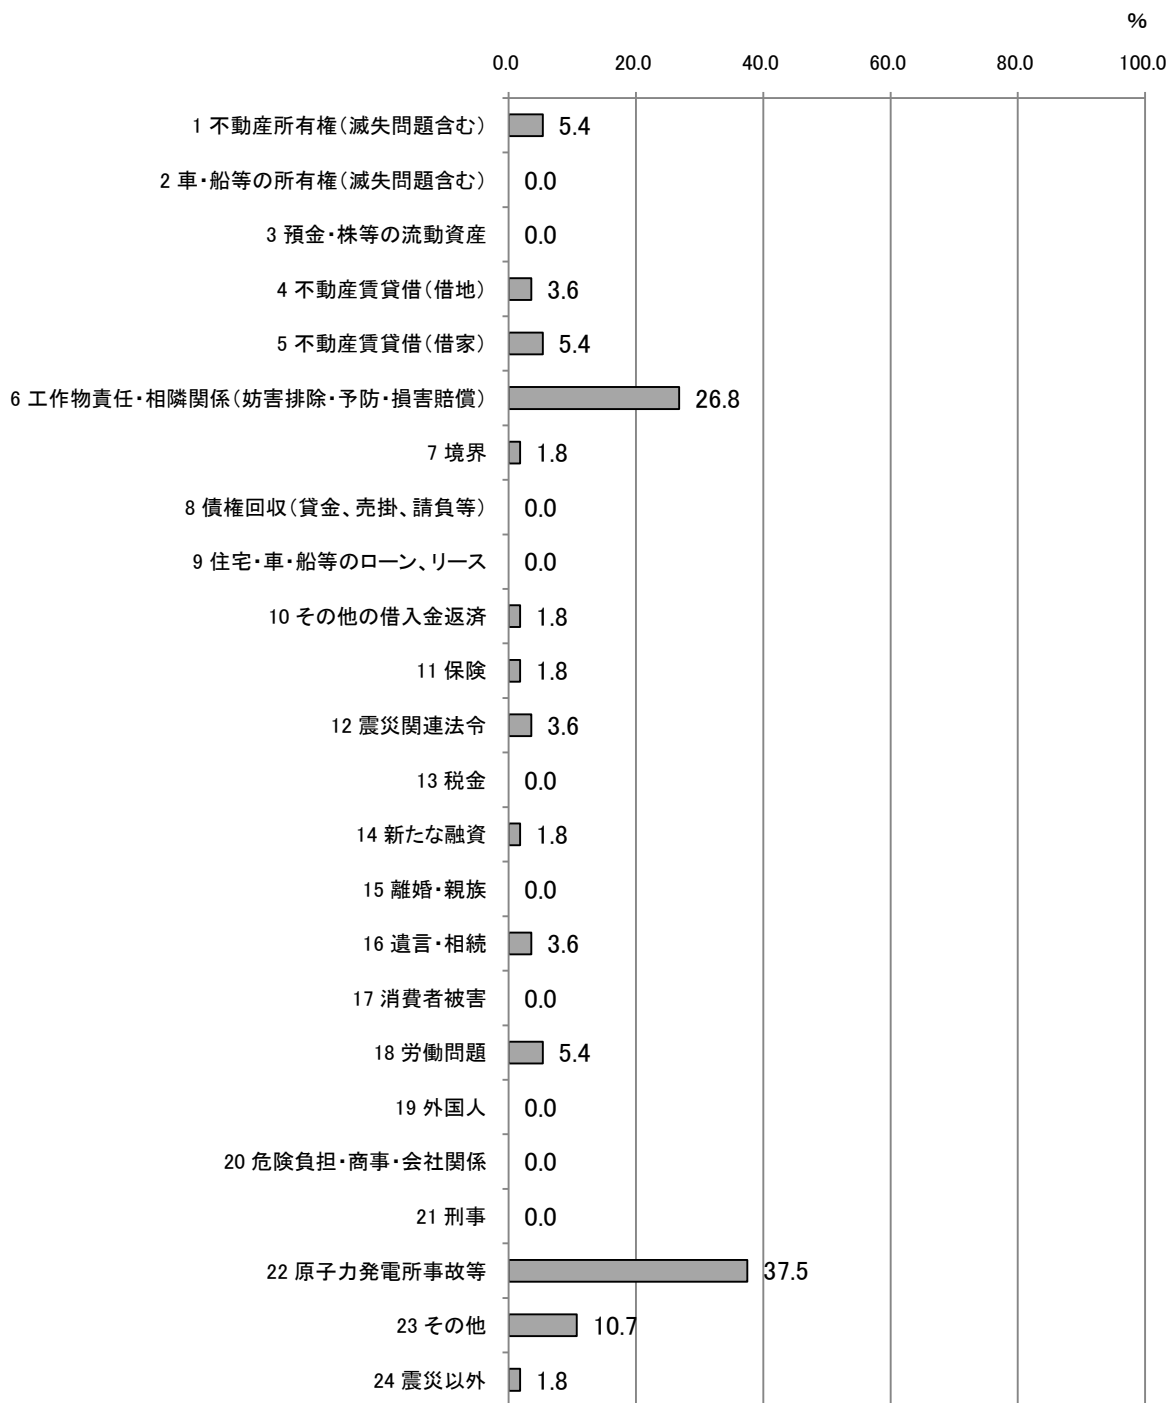 %
0.0 20.0 40.0 60.0 80.0 100.0
1 不動産所有権（滅失問題含む） 5.4
2 車・船等の所有権（滅失問題含む） 0.0
3 預金・株等の流動資産 0.0
4 不動産賃貸借（借地） 3.6
5 不動産賃貸借（借家） 5.4
6 工作物責任・相隣関係（妨害排除・予防・損害賠償） 26.8
7 境界 1.8
8 債権回収（貸金、売掛、請負等） 0.0
9 住宅・車・船等のローン、リース 0.0
10 その他の借入金返済 1.8
11 保険 1.8
12 震災関連法令 3.6
13 税金 0.0
14 新たな融資 1.8
15 離婚・親族 0.0
16 遺言・相続 3.6
17 消費者被害 0.0
18 労働問題 5.4
19 外国人 0.0
20 危険負担・商事・会社関係 0.0
21 刑事 0.0
22 原子力発電所事故等 37.5
23 その他 10.7
24 震災以外 1.8